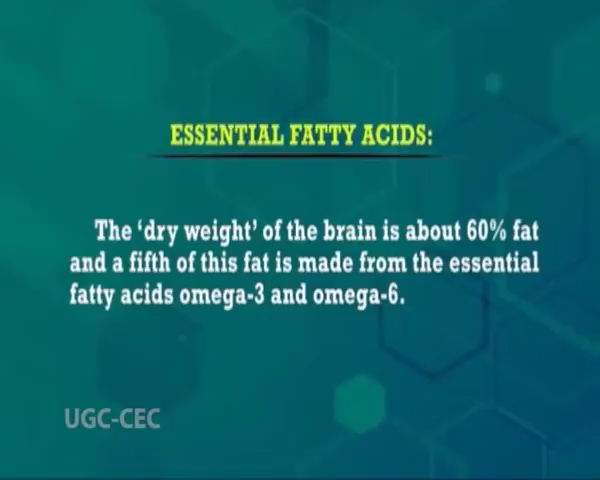 ESSENTIAL FATTY ACIDS:
The ‘dry weight’ of the brain is about 60% fat
and a fifth of this fat is made from the essential
fatty acids omega-3 and omega-6.
UGC-CEC